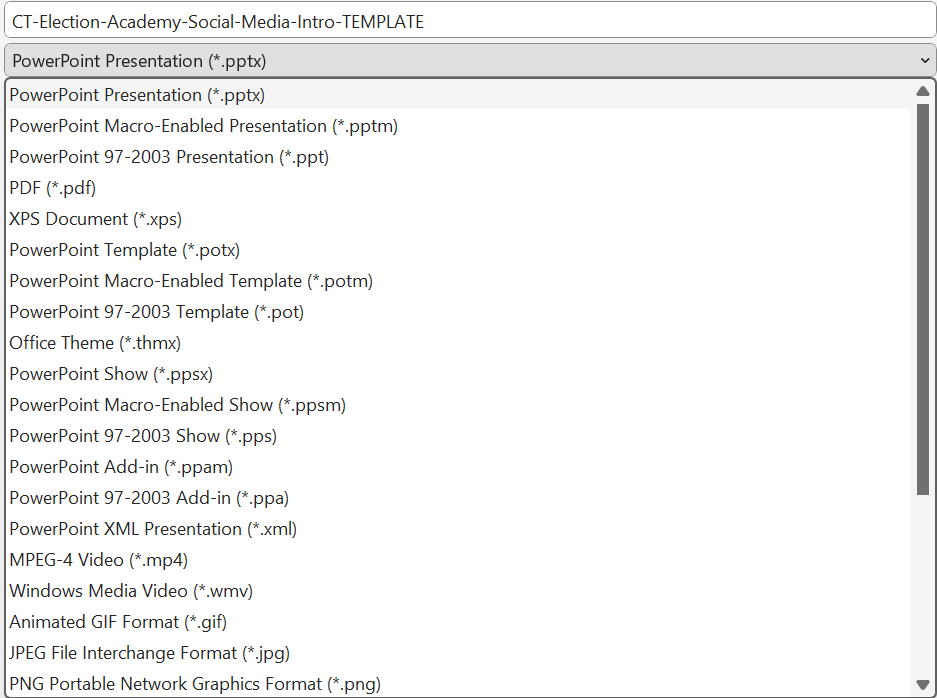 CT-Election-Academy-Social-Media-Intro-TEMPLATE
PowerPoint Presentation (*.pptx)
PowerPoint Presentation (*.pptx)
PowerPoint Macro-Enabled Presentation (*.pptm)
PowerPoint 97-2003 Presentation (*.ppt)
PDF (*.pdf)
XPS Document (*.xps)
PowerPoint Template (*.potx)
PowerPoint Macro-Enabled Template (*.potm)
PowerPoint 97-2003 Template (*.pot)
Office Theme (*.thmx)
PowerPoint Show (*.ppsx)
PowerPoint Macro-Enabled Show (*.ppsm)
PowerPoint 97-2003 Show (*.pps)
PowerPoint Add-in (*.ppam)
PowerPoint 97-2003 Add-in (*.ppa)
PowerPoint XML Presentation (*.xml)
MPEG-4 Video (*.mp4)
Windows Media Video (*.wmv)
Animated GIF Format (*.gif)
JPEG File Interchange Format (*.jpg)
PNG Portable Network Graphics Format (*.png)